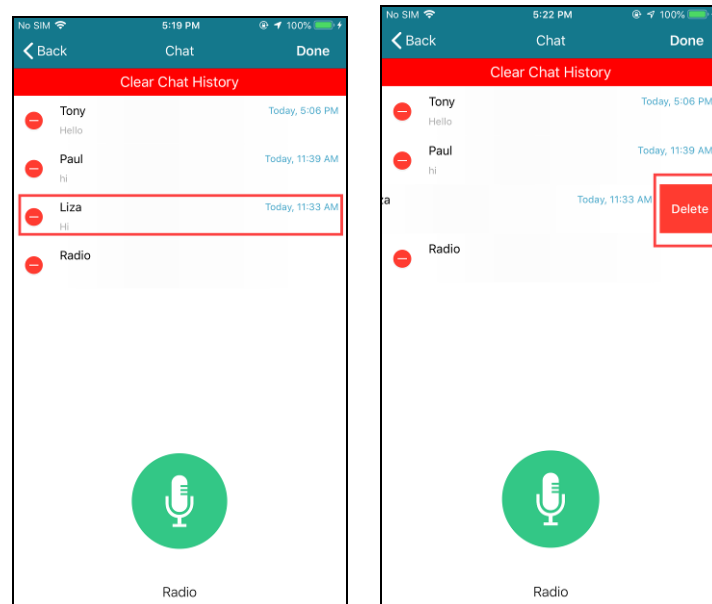 No SIM 5:19 PM 100%
Back Chat Done
Clear Chat History
Tony Today, 5:06 PM
Hello
Paul Today, 11:39 AM
hi
Liza Today, 11:33 AM
Hi
Radio
Radio
No SIM 5:22 PM 100%
Back Chat Done
Clear Chat History
Tony Today, 5:06 PM
Hello
Paul Today, 11:39 AM
hi
za Today, 11:33 AM Delete
Radio
Radio